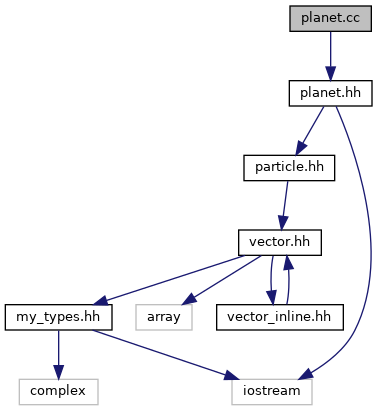 planet.cc
planet.hh
particle.hh
vector.hh
my_types.hh
array
vector_inline.hh
complex
iostream